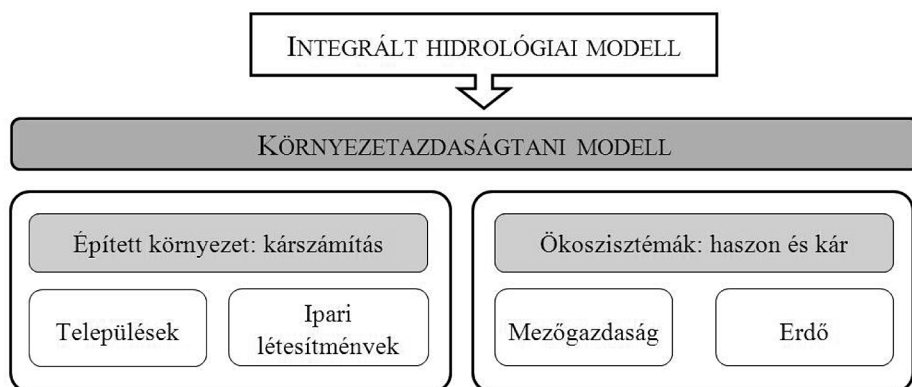 INTEGRÁLT HIDROLÓGIAI MODELL
KÖRNYEZETAZDASÁGTANI MODELL
Épített környezet: kárszámítás
Települések
Ipari
létesítmények
Ökoszisztémák: haszon és kár
Mezőgazdaság
Erdő